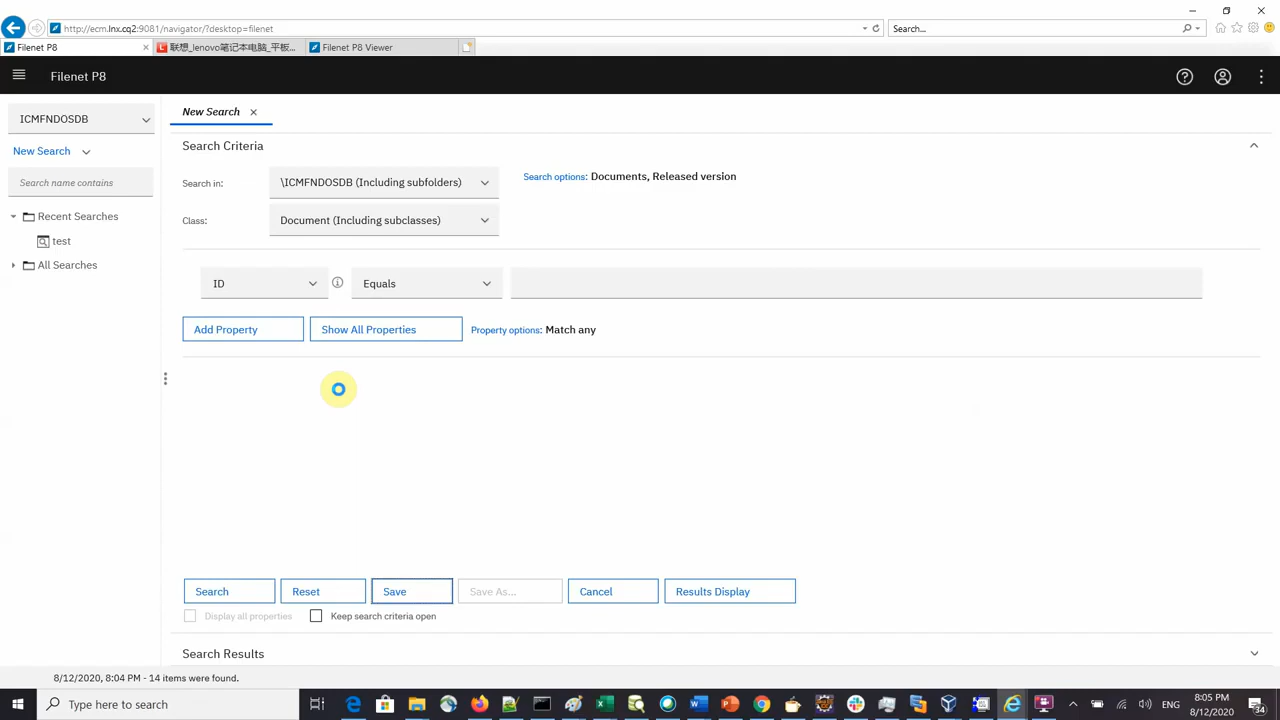 http://ecm.lnx.cq2:9081/navigator/?desktop=filenet
Search...
Filenet P8
联想_lenovo笔记本电脑_平板...
Filenet P8 Viewer
Filenet P8
ICMFNDOSDB
New Search
Search name contains
Recent Searches
test
All Searches
New Search
Search Criteria
Search in:
\ICMFNDOSDB (Including subfolders)
Search options: Documents, Released version
Class:
Document (Including subclasses)
ID
Equals
Add Property
Show All Properties
Property options: Match any
Search
Reset
Save
Save As...
Cancel
Results Display
Display all properties
Keep search criteria open
Search Results
8/12/2020, 8:04 PM - 14 items were found.
Type here to search
ENG
8:05 PM
8/12/2020
34